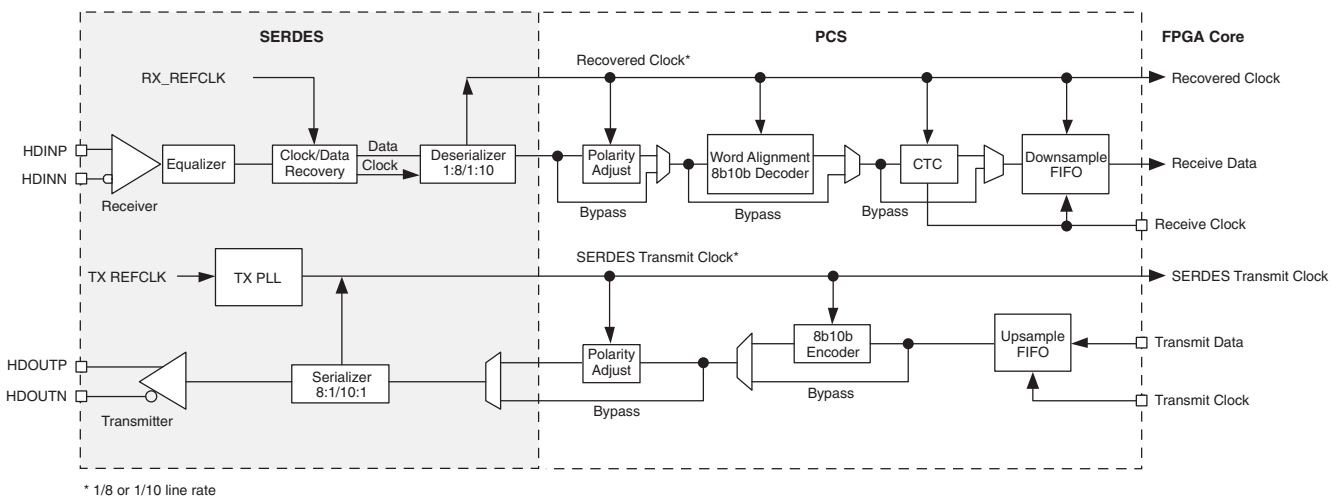 SERDES
PCS
FPGA Core
RX_REFCLK
Recovered Clock*
Recovered Clock
HDINP
HDINN
Receiver
Equalizer
Clock/Data
Recovery
Data
Clock
Deserializer
1:8/1:10
Polarity
Adjust
Bypass
Word Alignment
8b10b Decoder
Bypass
CTC
Bypass
Downsample
FIFO
Receive Data
Receive Clock
TX REFCLK
TX PLL
SERDES Transmit Clock*
SERDES Transmit Clock
HDOUTP
HDOUTN
Transmitter
Serializer
8:1/10:1
Polarity
Adjust
Bypass
8b10b
Encoder
Bypass
Upsample
FIFO
Transmit Data
Transmit Clock
* 1/8 or 1/10 line rate